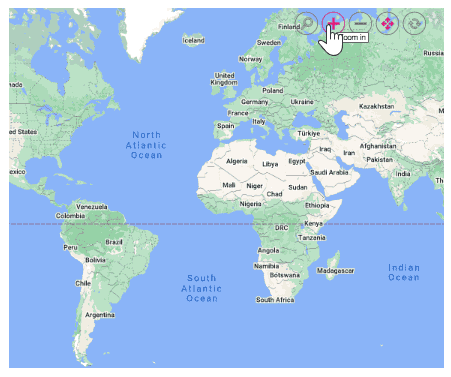 Iceland
Finland
Sweden
Norway
Russia
oom in
United
Kingdom
Poland
Germany
Ukraine
France
Kazakhstan
Italy
Spain
Türkiye
ed States
North
Atlantic
Ocean
Iraq
Iran
Afghanistan
Pakistan
Algeria
Libya
Egypt
Saudi Arabia
India
exico
Mali
Niger
Chad
Sudan
Th
Nigeria
Ethiopia
Venezuela
Colombia
Kenya
DRC
Tanzania
Peru
Brazil
Bolivia
Angola
Namibia
Botswana
Madagascar
Indian
Ocean
South
Atlantic
Ocean
Chile
South Africa
Argentina
M